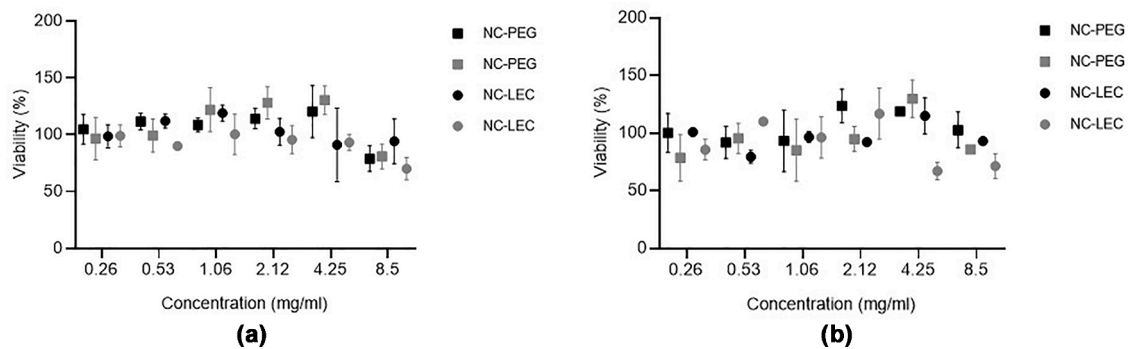 200
150
100
50
0
Viability (%)
0.26 0.53 1.06 2.12 4.25 8.5
Concentration (mg/ml)
NC-PEG
NC-PEG
NC-LEC
NC-LEC
(a)
200
150
100
50
0
Viability (%)
0.26 0.53 1.06 2.12 4.25 8.5
Concentration (mg/ml)
NC-PEG
NC-PEG
NC-LEC
NC-LEC
(b)